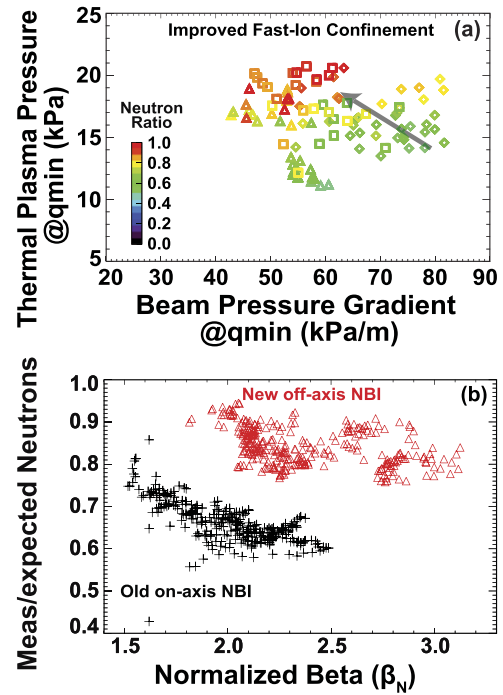 25
20
15
10
5
Thermal Plasma Pressure
@qmin (kPa)
Improved Fast-Ion Confinement
(a)
Neutron
Ratio
1.0
0.8
0.6
0.4
0.2
0.0
20 30 40 50 60 70 80 90
Beam Pressure Gradient
@qmin (kPa/m)
1.0
0.9
0.8
0.7
0.6
0.5
0.4
Meas/expected Neutrons
New off-axis NBI
(b)
Old on-axis NBI
1.5 2.0 2.5 3.0
Normalized Beta (βN)